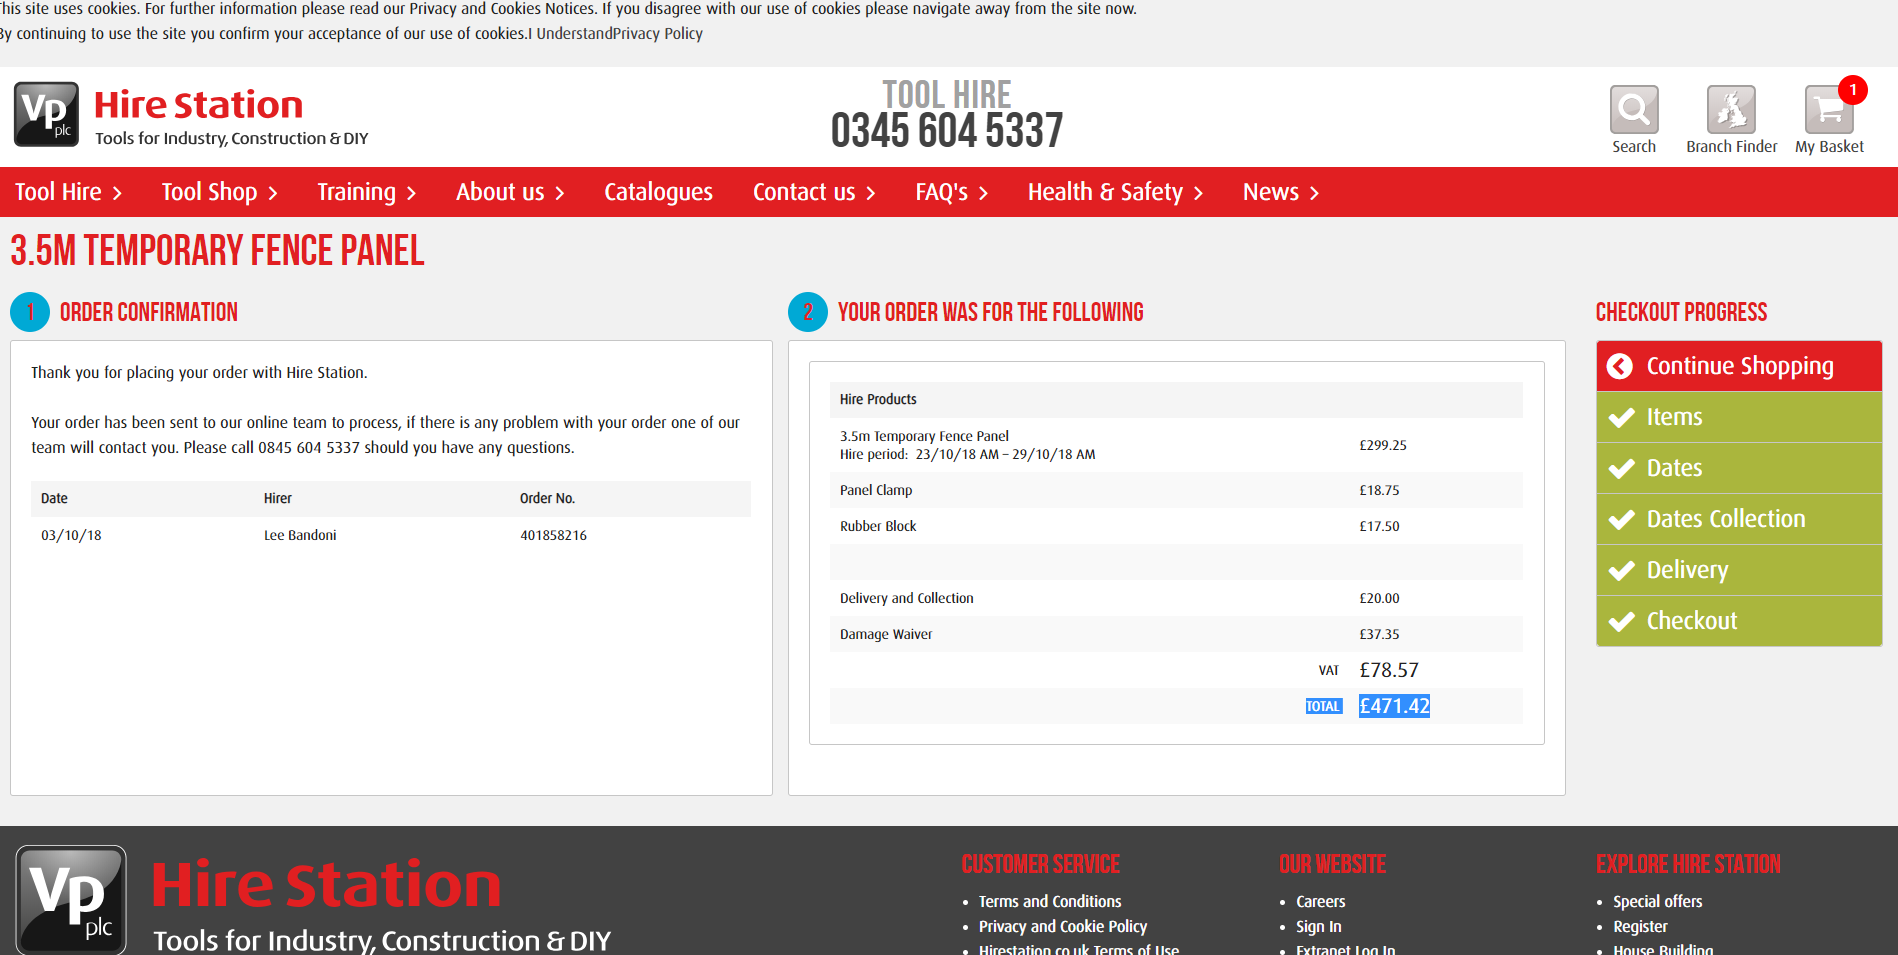 This site uses cookies. For further information please read our Privacy and Cookies Notices. If you disagree with our use of cookies please navigate away from the site now.
By continuing to use the site you confirm your acceptance of our use of cookies.I UnderstandPrivacy Policy
Vp plc
Hire Station
Tools for Industry, Construction & DIY
TOOL HIRE
0345 604 5337
1
Search
Branch Finder
My Basket
Tool Hire
Tool Shop
Training
About us
Catalogues
Contact us
FAQ's
Health & Safety
News
3.5M TEMPORARY FENCE PANEL
1 ORDER CONFIRMATION
Thank you for placing your order with Hire Station.
Your order has been sent to our online team to process, if there is any problem with your order one of our
team will contact you. Please call 0845 604 5337 should you have any questions.
Date Hirer Order No.
03/10/18 Lee Bandoni 401858216
2 YOUR ORDER WAS FOR THE FOLLOWING
Hire Products
3.5m Temporary Fence Panel
Hire period: 23/10/18 AM – 29/10/18 AM
£299.25
Panel Clamp £18.75
Rubber Block £17.50
Delivery and Collection £20.00
Damage Waiver £37.35
VAT £78.57
TOTAL £471.42
CHECKOUT PROGRESS
Continue Shopping
Items
Dates
Dates Collection
Delivery
Checkout
Vp plc
Hire Station
Tools for Industry, Construction & DIY
CUSTOMER SERVICE
• Terms and Conditions
• Privacy and Cookie Policy
• Hirestation.co.uk Terms of Use
OUR WEBSITE
• Careers
• Sign In
• Extranet Log In
EXPLORE HIRE STATION
• Special offers
• Register
• House Building